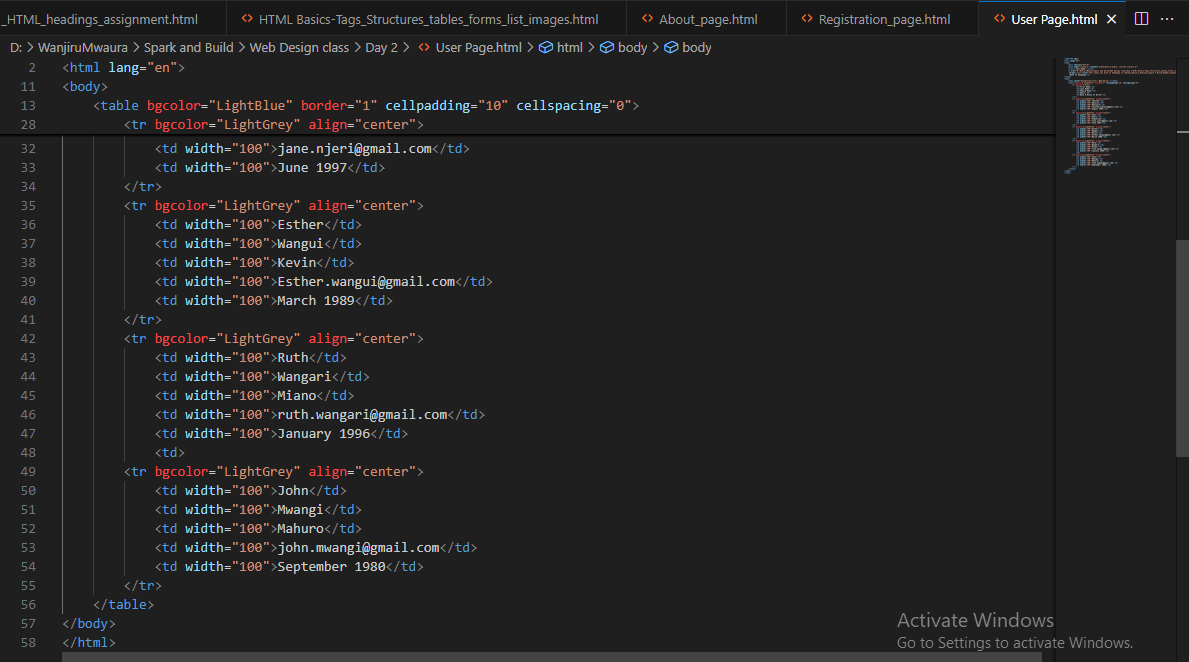 _HTML_headings_assignment.html HTML Basics-Tags_Structures_tables_forms_list_images.html About_page.html Registration_page.html User Page.html
D: > WanjiruMwaura > Spark and Build > Web Design class > Day 2 > User Page.html > html > body > body
2 <html lang="en">
11 <body>
13 <table bgcolor="LightBlue" border="1" cellpadding="10" cellspacing="0">
28 <tr bgcolor="LightGrey" align="center">
32 <td width="100">jane.njeri@gmail.com</td>
33 <td width="100">June 1997</td>
34 </tr>
35 <tr bgcolor="LightGrey" align="center">
36 <td width="100">Esther</td>
37 <td width="100">Wangui</td>
38 <td width="100">Kevin</td>
39 <td width="100">Esther.wangui@gmail.com</td>
40 <td width="100">March 1989</td>
41 </tr>
42 <tr bgcolor="LightGrey" align="center">
43 <td width="100">Ruth</td>
44 <td width="100">Wangari</td>
45 <td width="100">Miano</td>
46 <td width="100">ruth.wangari@gmail.com</td>
47 <td width="100">January 1996</td>
48 <td>
49 <tr bgcolor="LightGrey" align="center">
50 <td width="100">John</td>
51 <td width="100">Mwangi</td>
52 <td width="100">Mahuro</td>
53 <td width="100">john.mwangi@gmail.com</td>
54 <td width="100">September 1980</td>
55 </tr>
56 </table>
57 </body>
58 </html>
Activate Windows
Go to Settings to activate Windows.